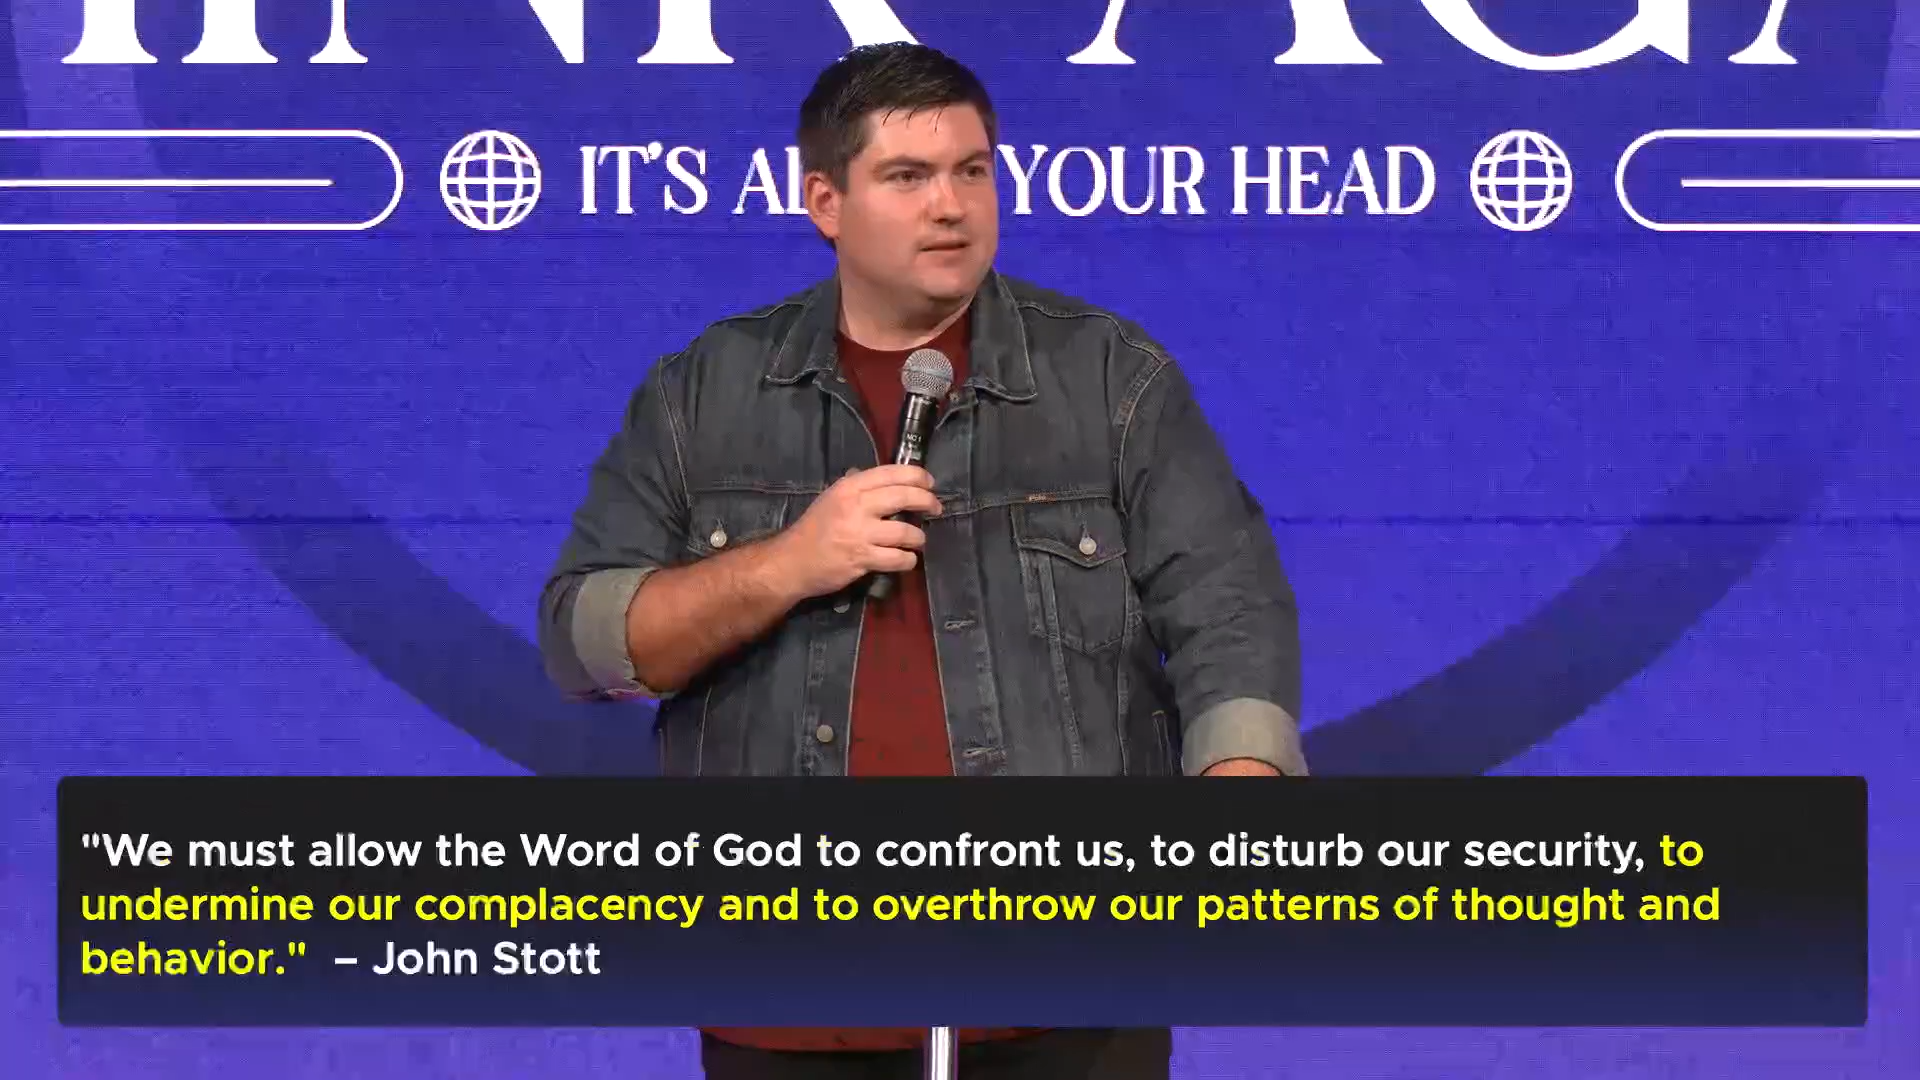 IT'S YOUR HEAD
"We must allow the Word of God to confront us, to disturb our security, to
undermine our complacency and to overthrow our patterns of thought and
behavior." – John Stott